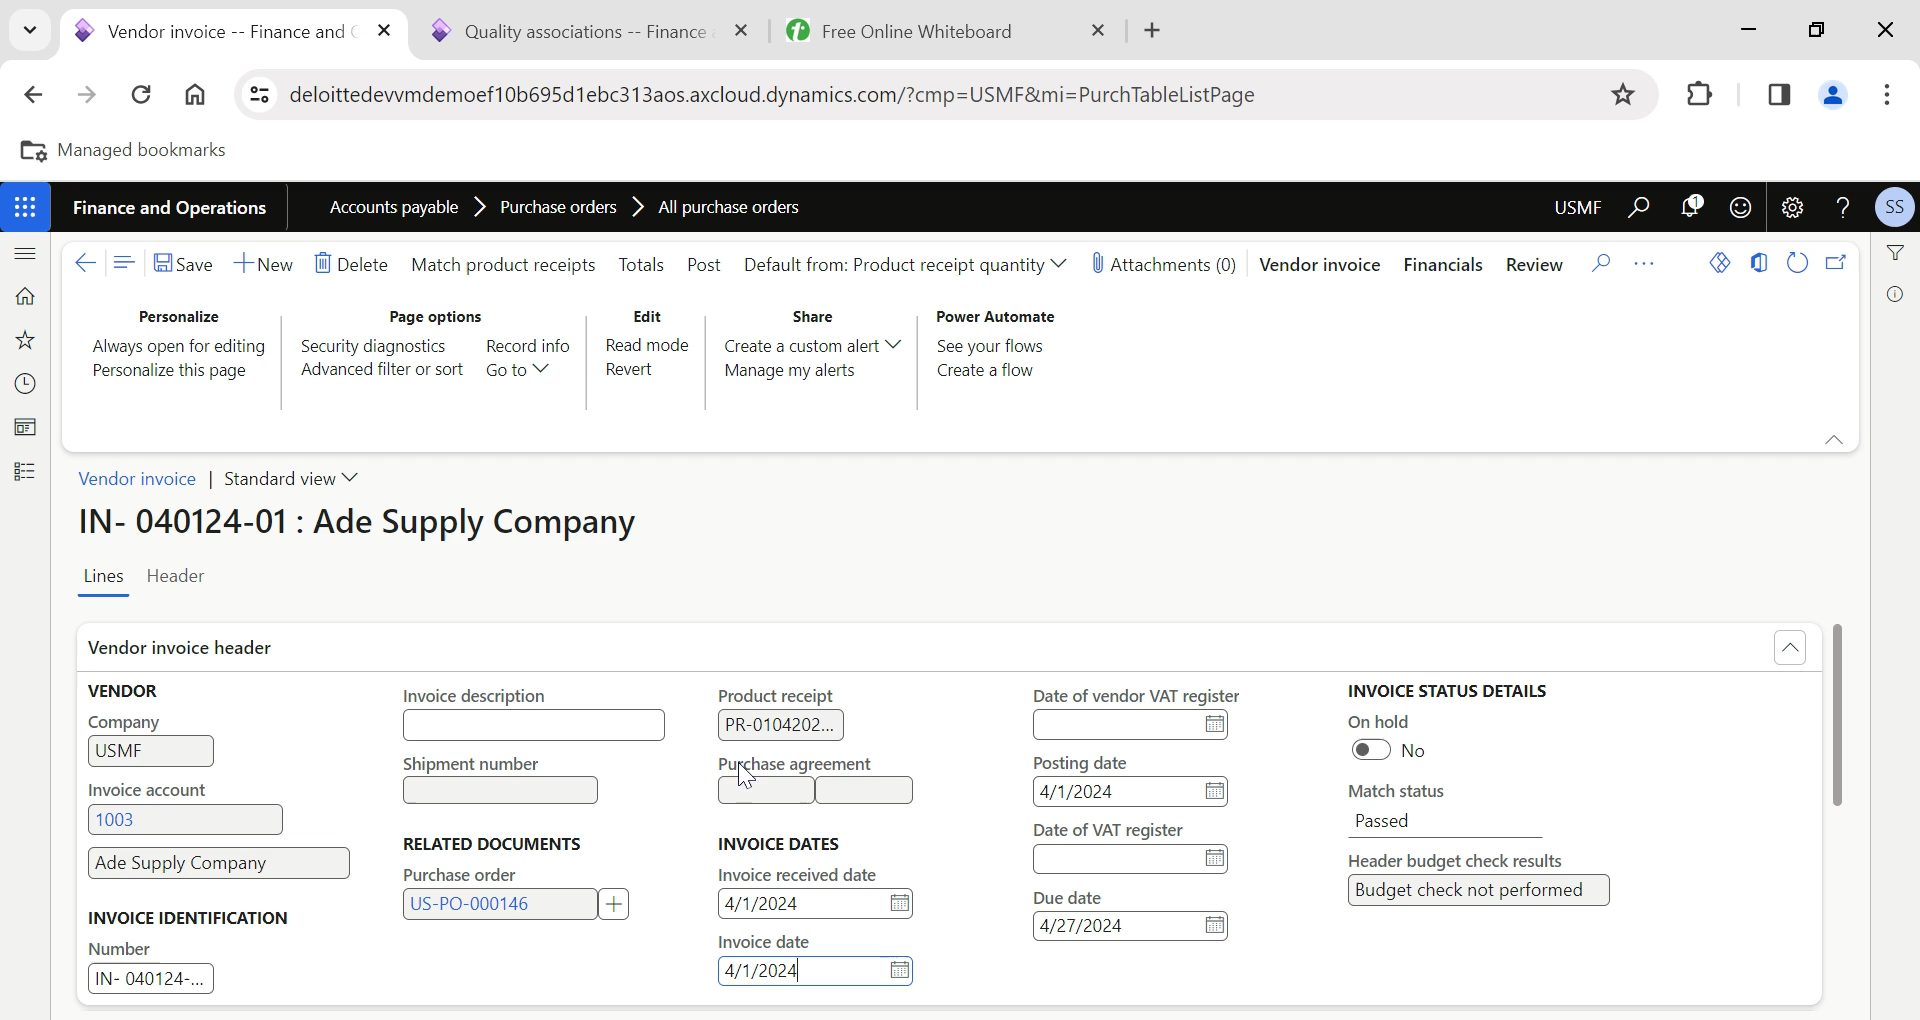 Vendor invoice -- Finance and O
Quality associations -- Finance a
Free Online Whiteboard
deloittedevvmdemoef10b695d1ebc313aos.axcloud.dynamics.com/?cmp=USMF&mi=PurchTableListPage
Managed bookmarks
Finance and Operations
Accounts payable > Purchase orders > All purchase orders
USMF
1
?
SS
Save
New
Delete
Match product receipts
Totals
Post
Default from: Product receipt quantity
Attachments (0)
Vendor invoice
Financials
Review
...
Personalize
Always open for editing
Personalize this page
Page options
Security diagnostics
Advanced filter or sort
Record info
Go to
Edit
Read mode
Revert
Share
Create a custom alert
Manage my alerts
Power Automate
See your flows
Create a flow
Vendor invoice | Standard view
IN- 040124-01 : Ade Supply Company
Lines
Header
Vendor invoice header
VENDOR
Company
USMF
Invoice account
1003
Ade Supply Company
INVOICE IDENTIFICATION
Number
IN- 040124-...
Invoice description
Shipment number
RELATED DOCUMENTS
Purchase order
US-PO-000146
Product receipt
PR-0104202...
Purchase agreement
INVOICE DATES
Invoice received date
4/1/2024
Invoice date
4/1/2024
Date of vendor VAT register
Posting date
4/1/2024
Date of VAT register
Due date
4/27/2024
INVOICE STATUS DETAILS
On hold
No
Match status
Passed
Header budget check results
Budget check not performed